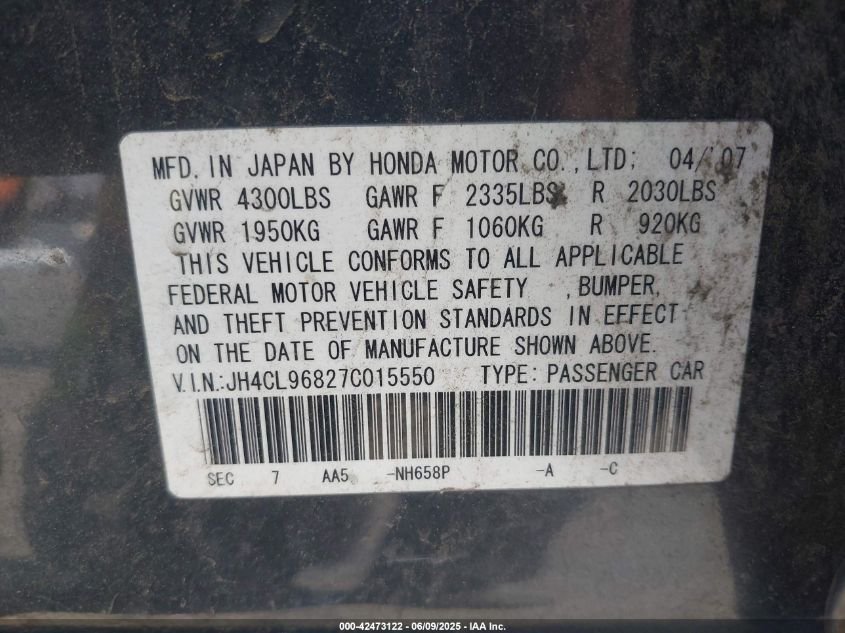 MFD. IN JAPAN BY HONDA MOTOR CO.,LTD; 04/'07
GVWR 4300LBS GAWR F 2335LBS R 2030LBS
GVWR 1950KG GAWR F 1060KG R 920KG
THIS VEHICLE CONFORMS TO ALL APPLICABLE
FEDERAL MOTOR VEHICLE SAFETY ,BUMPER,
AND THEFT PREVENTION STANDARDS IN EFFECT
ON THE DATE OF MANUFACTURE SHOWN ABOVE.
V.I.N.:JH4CL96827C015550 TYPE: PASSENGER CAR
SEC 7 AA5 -NH658P -A -C
000-42473122 - 06/09/2025 - IAA Inc.